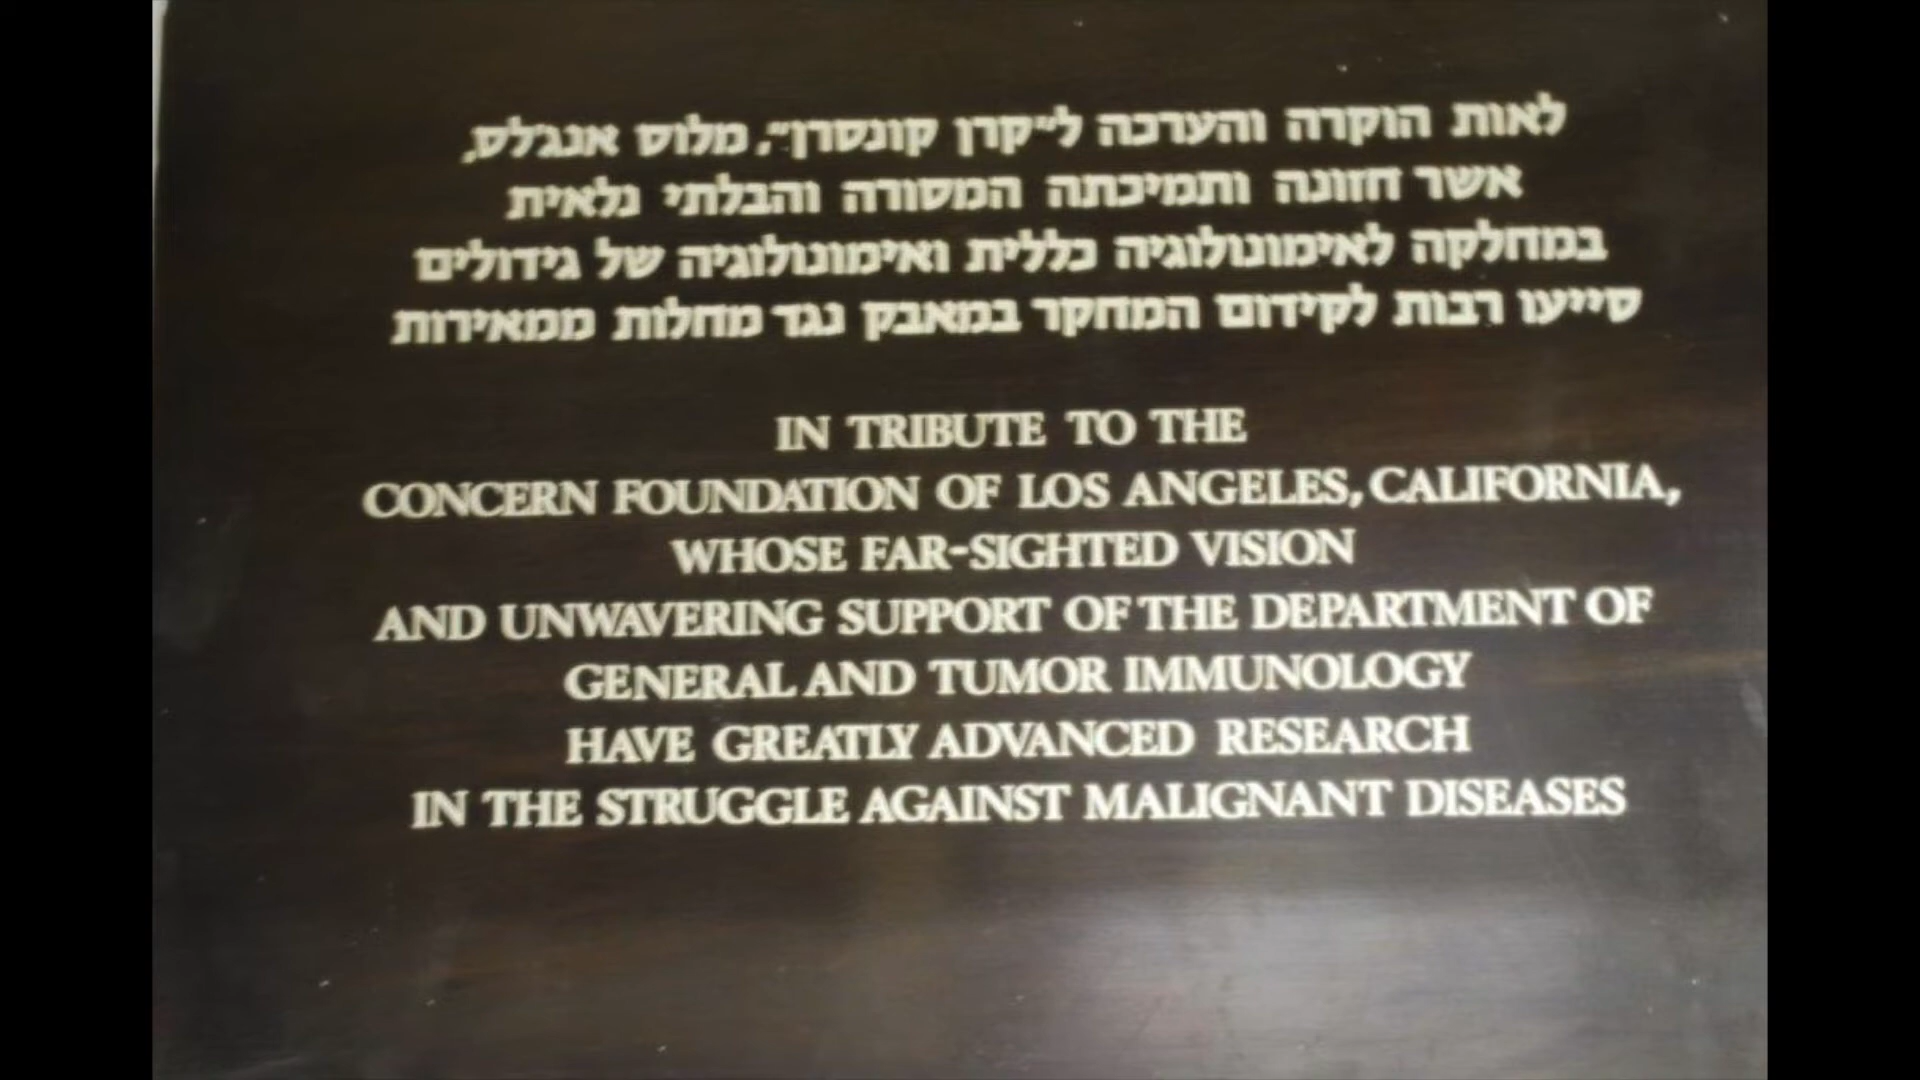 לאות הוקרה והערכה ל״קרן קונסרן״, מלוס אנג׳לס,
אשר חזונה ותמיכתה המסורה והבלתי נלאית
במחלקה לאימונולוגיה כללית ואימונולוגיה של גידולים
סייעו רבות לקידום המחקר במאבק נגד מחלות ממאירות
IN TRIBUTE TO THE
CONCERN FOUNDATION OF LOS ANGELES, CALIFORNIA,
WHOSE FAR-SIGHTED VISION
AND UNWAVERING SUPPORT OF THE DEPARTMENT OF
GENERAL AND TUMOR IMMUNOLOGY
HAVE GREATLY ADVANCED RESEARCH
IN THE STRUGGLE AGAINST MALIGNANT DISEASES